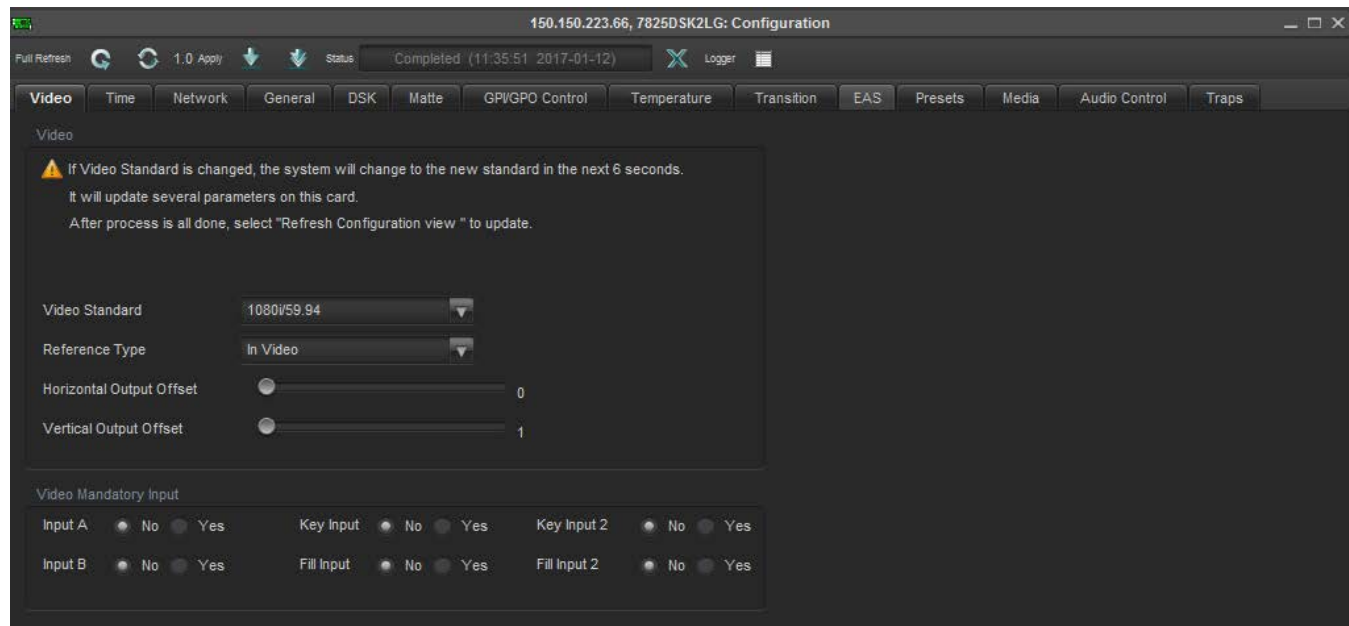 150.150.223.66, 7825DSK2LG: Configuration
Full Refresh 1.0 Apply Status Completed (11:35:51 2017-01-12) Logger
Video Time Network General DSK Matte GPI/GPO Control Temperature Transition EAS Presets Media Audio Control Traps
Video
If Video Standard is changed, the system will change to the new standard in the next 6 seconds.
It will update several parameters on this card.
After process is all done, select "Refresh Configuration view " to update.
Video Standard 1080i/59.94
Reference Type In Video
Horizontal Output Offset 0
Vertical Output Offset 1
Video Mandatory Input
Input A No Yes Key Input No Yes Key Input 2 No Yes
Input B No Yes Fill Input No Yes Fill Input 2 No Yes